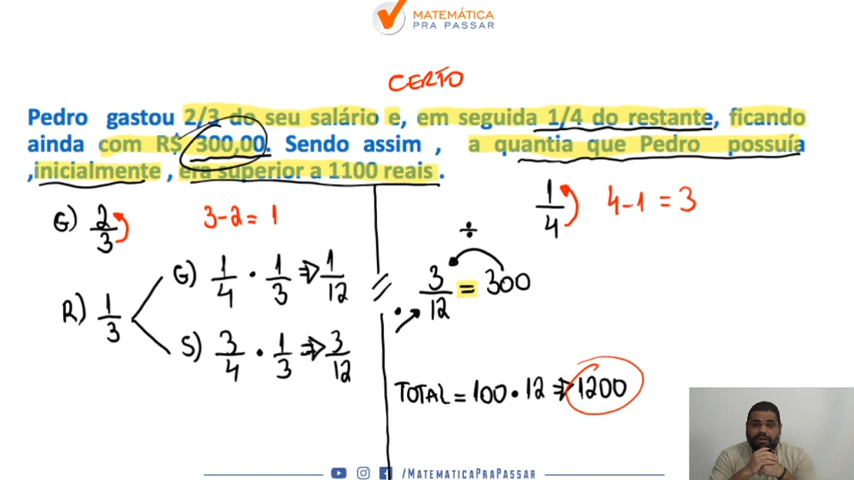 MATEMÁTICA
PRA PASSAR
CERTO
Pedro gastou 2/3 do seu salário e, em seguida 1/4 do restante, ficando
ainda com R$ 300,00. Sendo assim , a quantia que Pedro possuía
,inicialmente , era superior a 1100 reais .
G) 2/3 3-2=1
1/4 4-1=3
÷
R) 1/3
G) 1/4 · 1/3 ⇒ 1/12
S) 3/4 · 1/3 ⇒ 3/12
3/12 = 300
TOTAL = 100 · 12 ⇒ 1200
/MATEMATICAPRAPASSAR